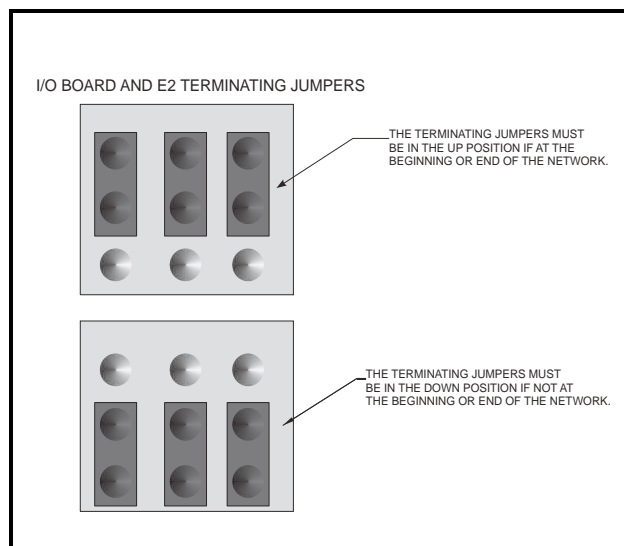 I/O BOARD AND E2 TERMINATING JUMPERS
THE TERMINATING JUMPERS MUST
BE IN THE UP POSITION IF AT THE
BEGINNING OR END OF THE NETWORK.
THE TERMINATING JUMPERS MUST
BE IN THE DOWN POSITION IF NOT AT
THE BEGINNING OR END OF THE NETWORK.